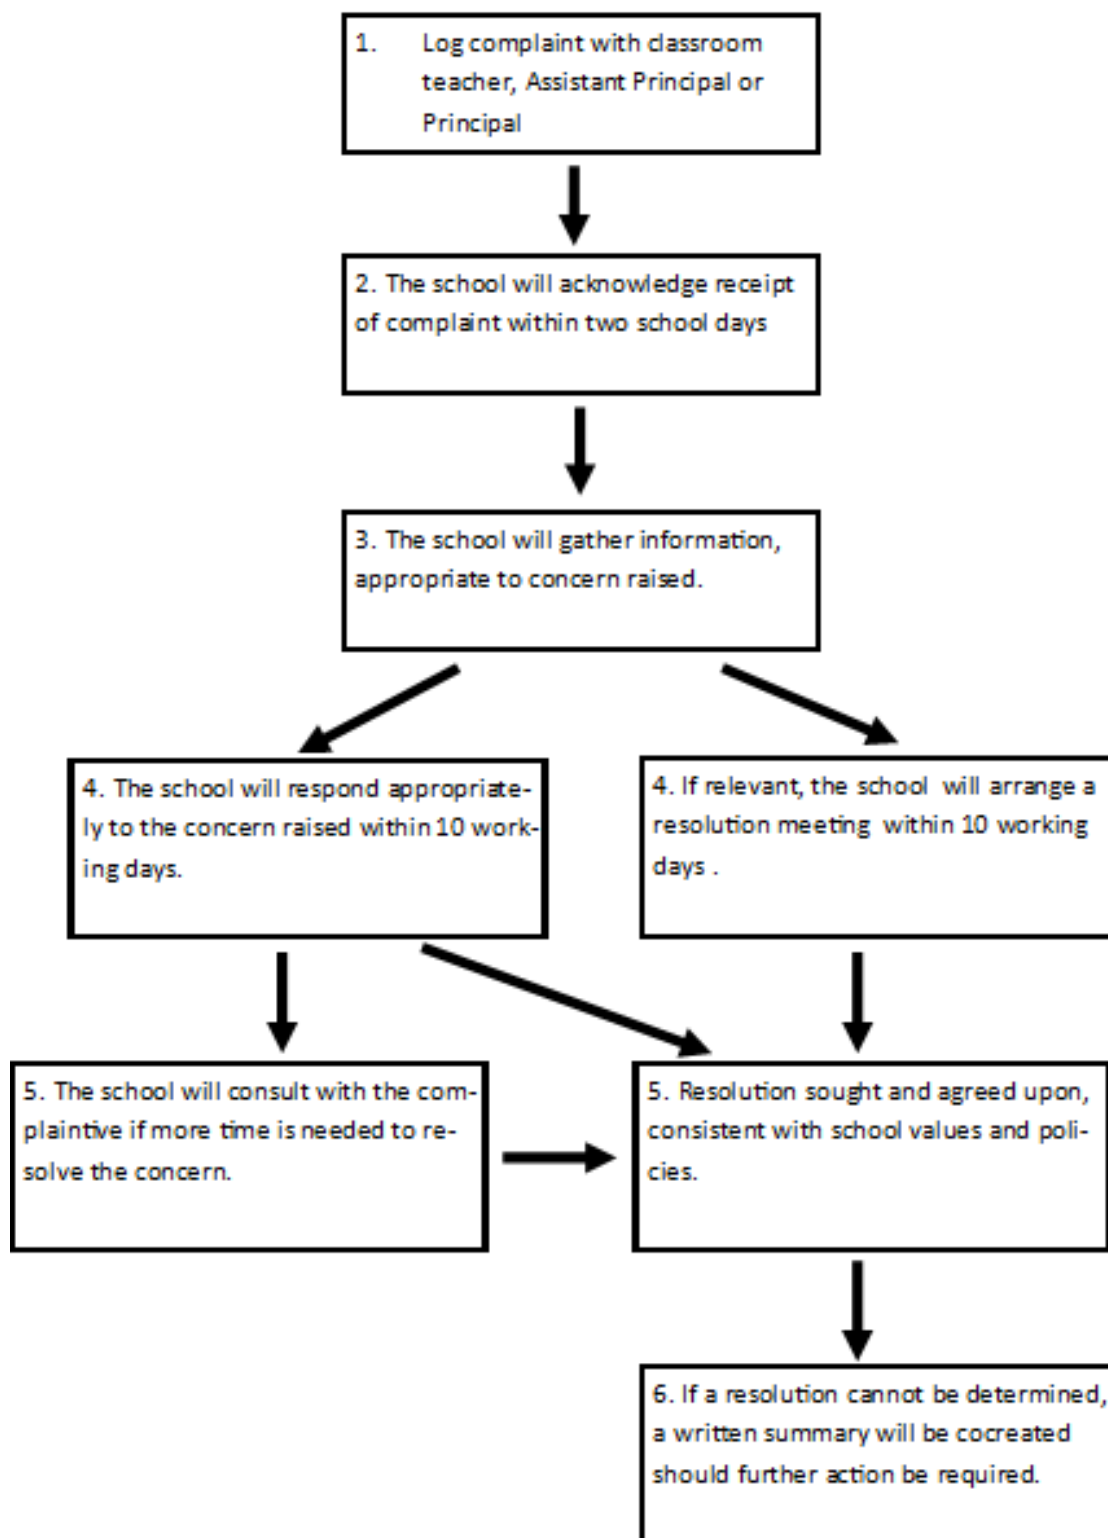 1. Log complaint with classroom
teacher, Assistant Principal or
Principal
2. The school will acknowledge receipt
of complaint within two school days
3. The school will gather information,
appropriate to concern raised.
4. The school will respond appropriate-
ly to the concern raised within 10 work-
ing days.
4. If relevant, the school will arrange a
resolution meeting within 10 working
days .
5. The school will consult with the com-
plaintive if more time is needed to re-
solve the concern.
5. Resolution sought and agreed upon,
consistent with school values and poli-
cies.
6. If a resolution cannot be determined,
a written summary will be cocreated
should further action be required.